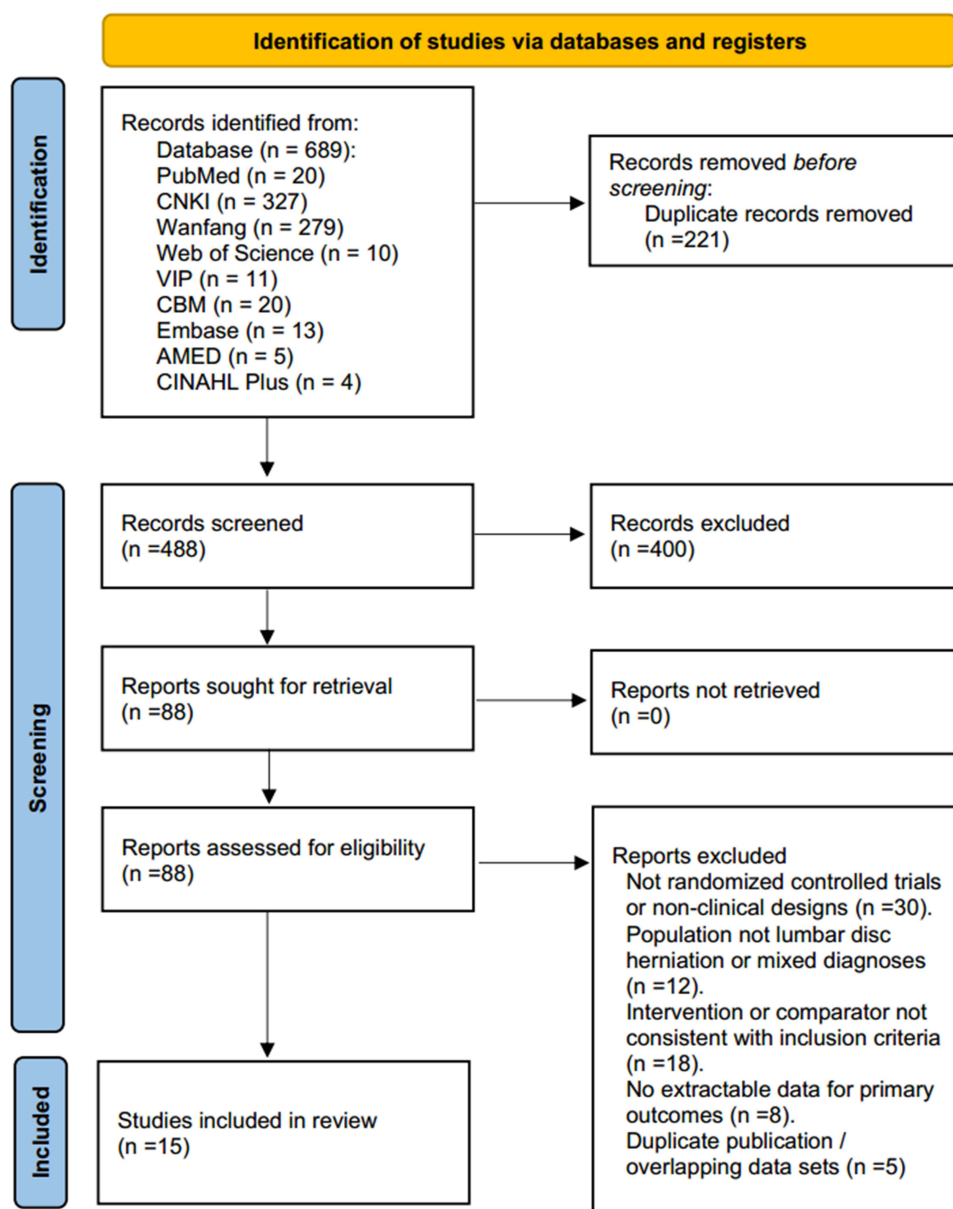 Identification of studies via databases and registers
Identification
Records identified from:
Database (n = 689):
PubMed (n = 20)
CNKI (n = 327)
Wanfang (n = 279)
Web of Science (n = 10)
VIP (n = 11)
CBM (n = 20)
Embase (n = 13)
AMED (n = 5)
CINAHL Plus (n = 4)
Records removed before
screening:
Duplicate records removed
(n =221)
Screening
Records screened
(n =488)
Records excluded
(n =400)
Reports sought for retrieval
(n =88)
Reports not retrieved
(n =0)
Reports assessed for eligibility
(n =88)
Reports excluded
Not randomized controlled trials
or non-clinical designs (n =30).
Population not lumbar disc
herniation or mixed diagnoses
(n =12).
Intervention or comparator not
consistent with inclusion criteria
(n =18).
No extractable data for primary
outcomes (n =8).
Duplicate publication /
overlapping data sets (n =5)
Included
Studies included in review
(n =15)